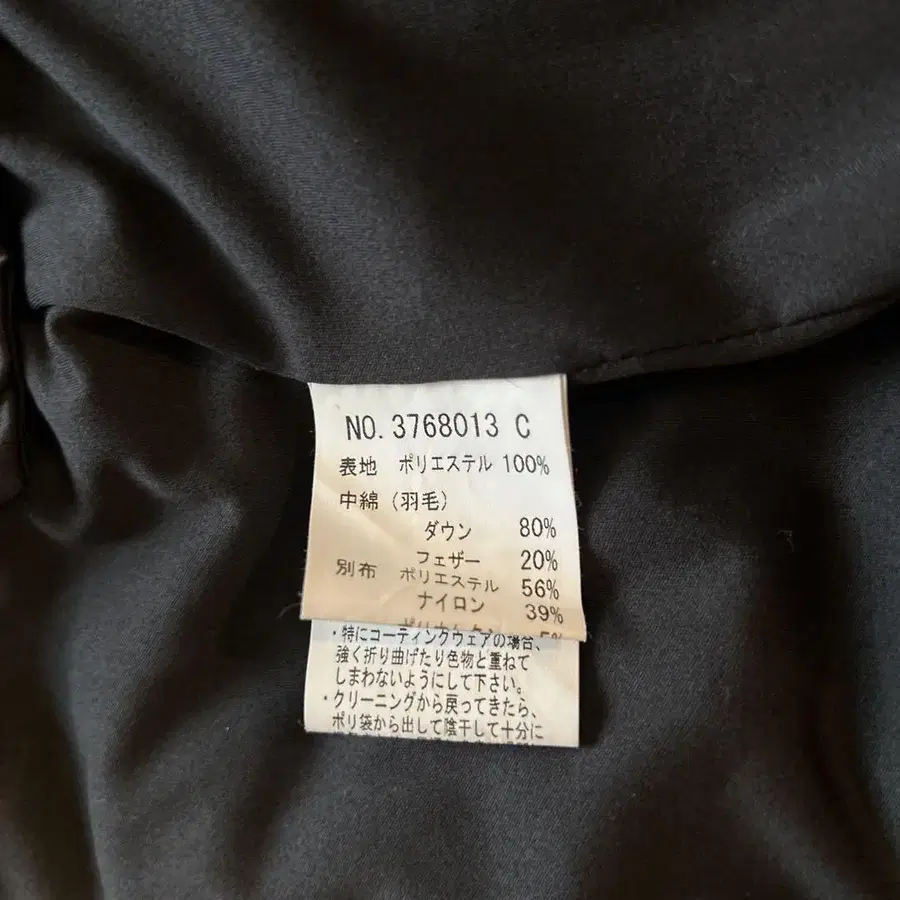 NO. 3768013 C
表地 ポリエステル 100%
中綿 (羽毛)
ダウン 80%
フェザー 20%
別布 ポリエステル 56%
ナイロン 39%
・特にコーティングウェアの場合、
強く折り曲げたり色物と重ねて
しまわないようにして下さい。
・クリーニングから戻ってきたら、
ポリ袋から出して陰干して十分に